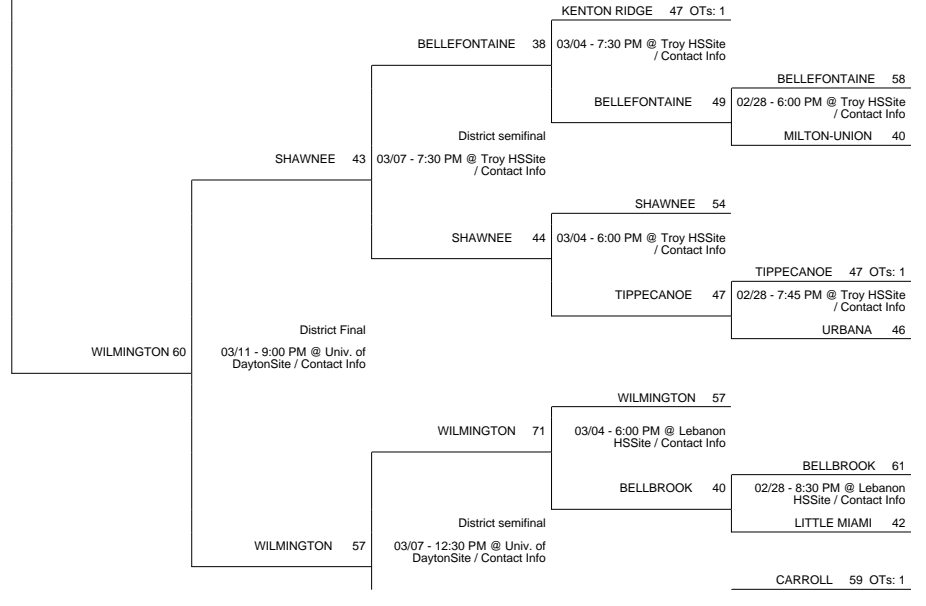 KENTON RIDGE 47 OTs: 1
BELLEFONTAINE 38
03/04 - 7:30 PM @ Troy HSSite
/ Contact Info
BELLEFONTAINE 58
BELLEFONTAINE 49
02/28 - 6:00 PM @ Troy HSSite
/ Contact Info
District semifinal
MILTON-UNION 40
SHAWNEE 43
03/07 - 7:30 PM @ Troy HSSite
/ Contact Info
SHAWNEE 54
SHAWNEE 44
03/04 - 6:00 PM @ Troy HSSite
/ Contact Info
TIPPECANOE 47 OTs: 1
TIPPECANOE 47
02/28 - 7:45 PM @ Troy HSSite
/ Contact Info
District Final
URBANA 46
WILMINGTON 60
03/11 - 9:00 PM @ Univ. of
DaytonSite / Contact Info
WILMINGTON 57
WILMINGTON 71
03/04 - 6:00 PM @ Lebanon
HSSite / Contact Info
BELLBROOK 61
BELLBROOK 40
02/28 - 8:30 PM @ Lebanon
HSSite / Contact Info
District semifinal
LITTLE MIAMI 42
WILMINGTON 57
03/07 - 12:30 PM @ Univ. of
DaytonSite / Contact Info
CARROLL 59 OTs: 1